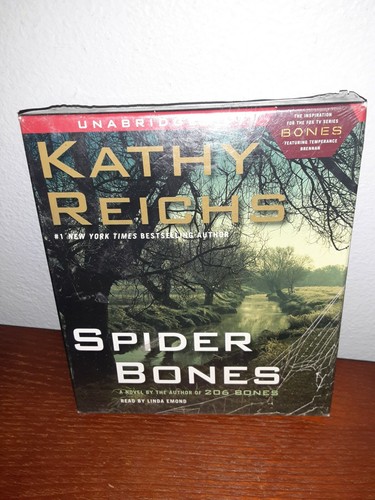 UNABRIDGED
THE INSPIRATION
FOR THE FOX TV SERIES
BONES
FEATURING TEMPERANCE
BRENNAN
KATHY
REICHS
#1 NEW YORK TIMES BESTSELLING AUTHOR
SPIDER
BONES
A NOVEL BY THE AUTHOR OF 206 BONES
READ BY LINDA EMOND